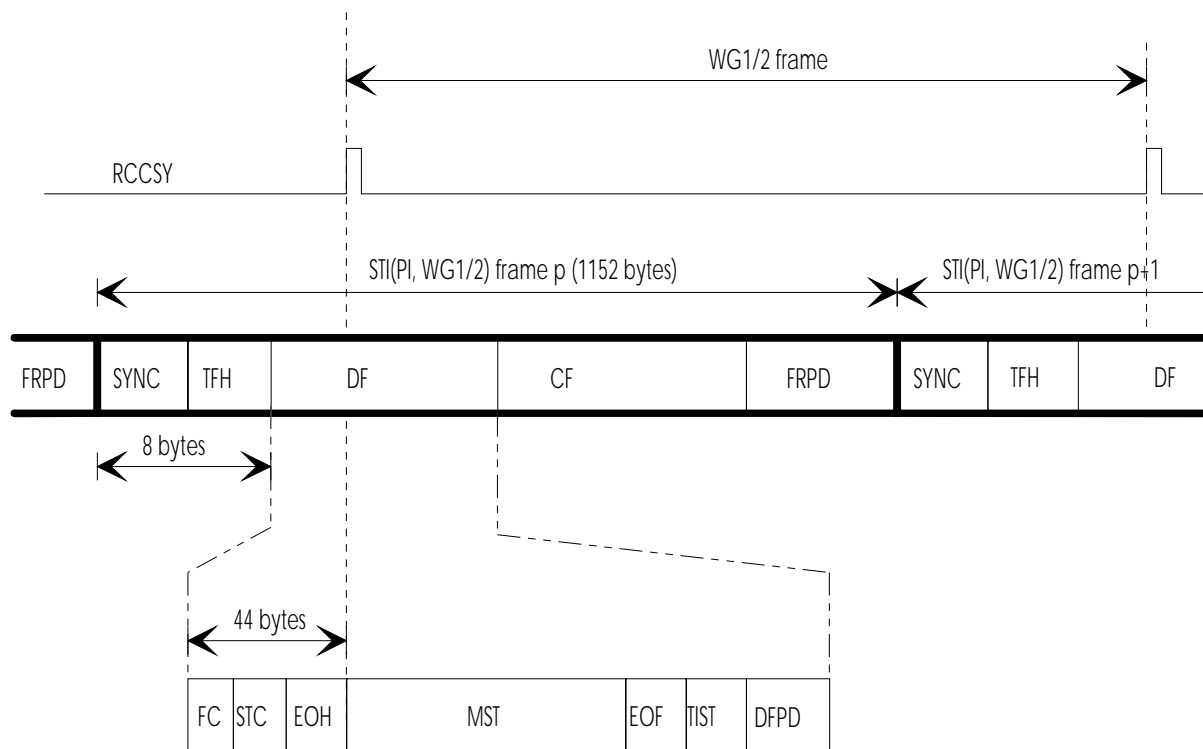 WG1/2 frame
RCCSY
STI(PI, WG1/2) frame p (1152 bytes)
STI(PI, WG1/2) frame p+1
FRPD SYNC TFH DF CF FRPD SYNC TFH DF
8 bytes
44 bytes
FC STC EOH MST EOF TIST DFPD